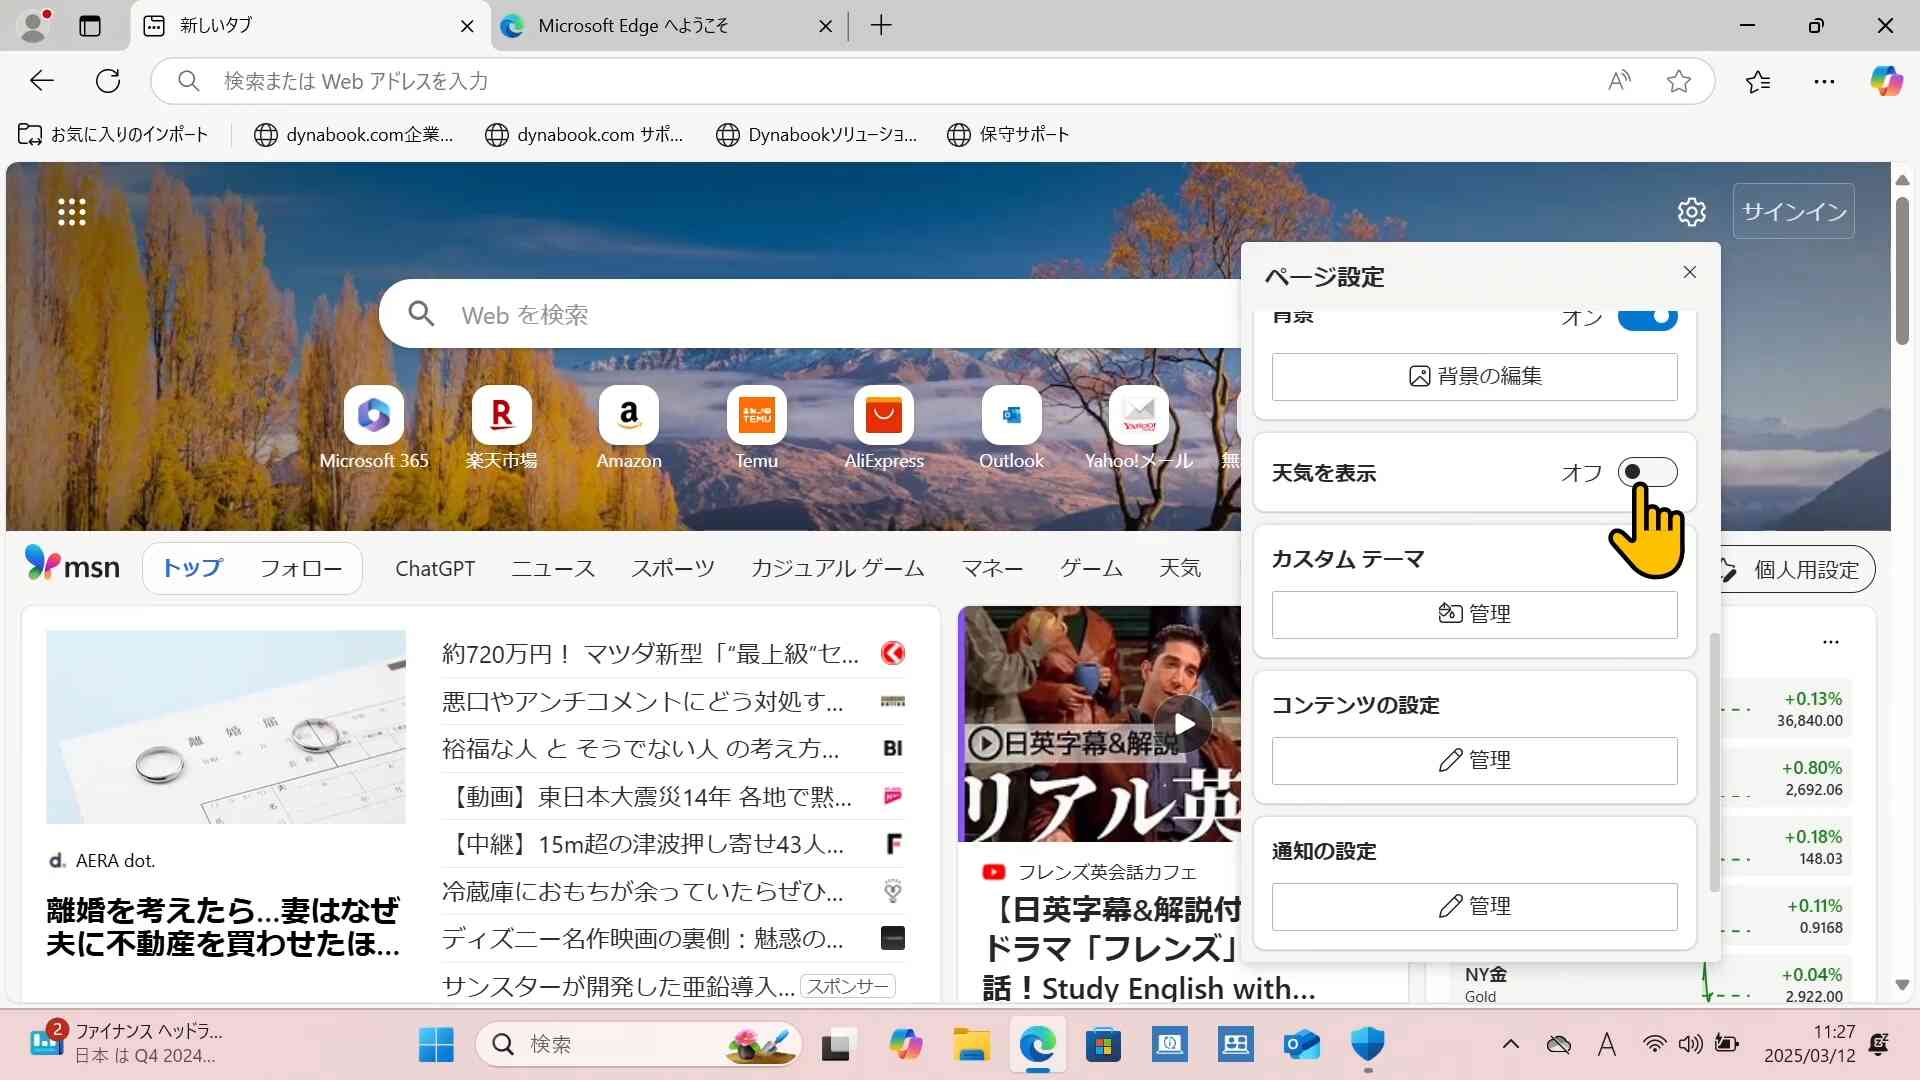 新しいタブ
Microsoft Edge へようこそ
検索または Web アドレスを入力
お気に入りのインポート
dynabook.com企業...
dynabook.com サポ...
Dynabookソリューショ...
保守サポート
サインイン
Web を検索
Microsoft 365
楽天市場
Amazon
Temu
AliExpress
Outlook
Yahoo!メール
無
ページ設定
背景
オン
背景の編集
天気を表示
オフ
カスタム テーマ
管理
コンテンツの設定
管理
通知の設定
管理
msn
トップ
フォロー
ChatGPT
ニュース
スポーツ
カジュアル ゲーム
マネー
ゲーム
天気
個人用設定
AERA dot.
離婚を考えたら...妻はなぜ
夫に不動産を買わせたほ...
約720万円！ マツダ新型「“最上級”セ...
悪口やアンチコメントにどう対処す...
裕福な人 と そうでない人 の考え方...
【動画】東日本大震災14年 各地で黙...
【中継】15m超の津波押し寄せ43人...
冷蔵庫におもちが余っていたらぜひ...
ディズニー名作映画の裏側：魅惑の...
サンスターが開発した亜鉛導入... スポンサー
日英字幕&解説
リアル英
フレンズ英会話カフェ
【日英字幕&解説付
ドラマ「フレンズ」
話！Study English with...
+0.13%
36,840.00
+0.80%
2,692.06
+0.18%
148.03
+0.11%
0.9168
NY金
Gold
+0.04%
2,922.00
2
ファイナンス ヘッドラ...
日本 は Q4 2024...
検索
A
11:27
2025/03/12